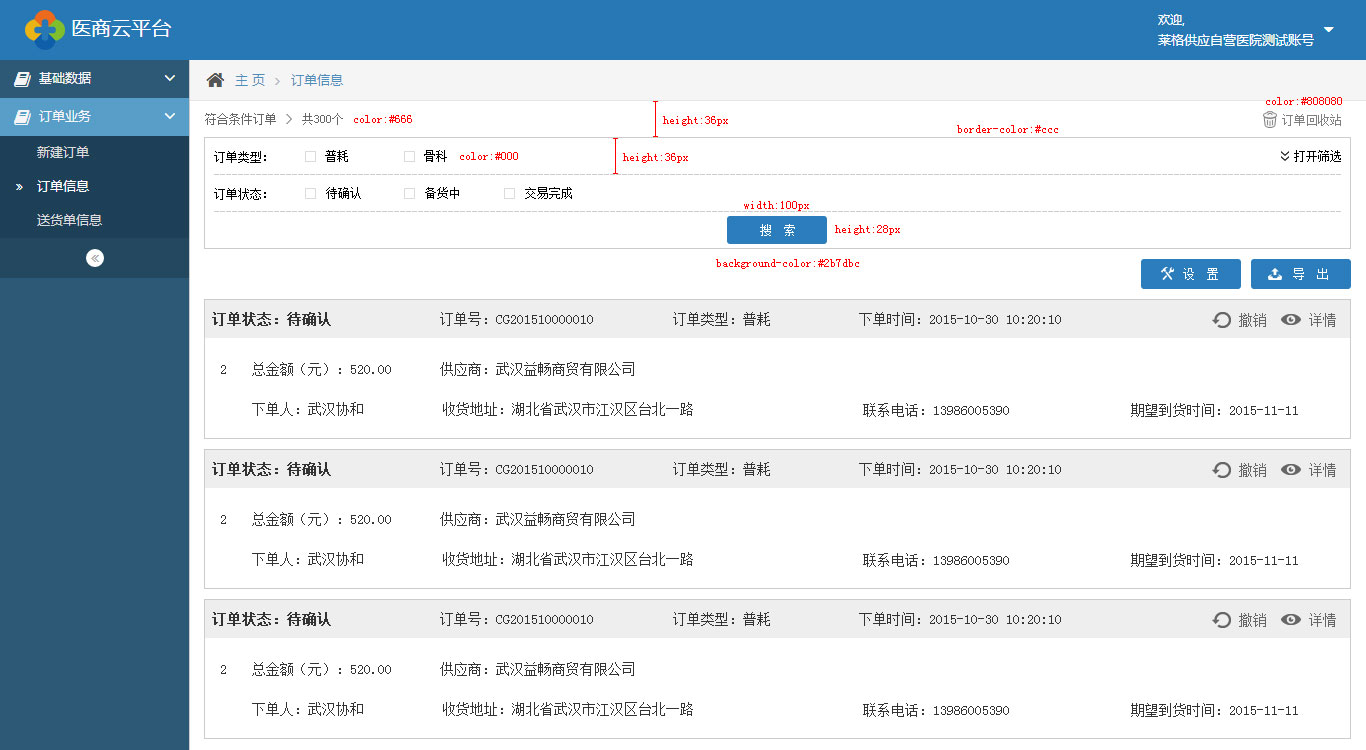 医商云平台
欢迎,
莱格供应自营医院测试账号
基础数据
订单业务
新建订单
» 订单信息
送货单信息
«
主 页 > 订单信息
符合条件订单 > 共300个 color:#666
height:36px
color:#808080
订单回收站
border-color:#ccc
订单类型: 普耗 骨科 color:#000 height:36px 打开筛选
订单状态: 待确认 备货中 交易完成
width:100px
搜 索 height:28px
background-color:#2b7dbc
设 置 导 出
订单状态：待确认 订单号：CG201510000010 订单类型：普耗 下单时间：2015-10-30 10:20:10 撤销 详情
2 总金额（元）：520.00 供应商：武汉益畅商贸有限公司
下单人：武汉协和 收货地址：湖北省武汉市江汉区台北一路 联系电话：13986005390 期望到货时间：2015-11-11
订单状态：待确认 订单号：CG201510000010 订单类型：普耗 下单时间：2015-10-30 10:20:10 撤销 详情
2 总金额（元）：520.00 供应商：武汉益畅商贸有限公司
下单人：武汉协和 收货地址：湖北省武汉市江汉区台北一路 联系电话：13986005390 期望到货时间：2015-11-11
订单状态：待确认 订单号：CG201510000010 订单类型：普耗 下单时间：2015-10-30 10:20:10 撤销 详情
2 总金额（元）：520.00 供应商：武汉益畅商贸有限公司
下单人：武汉协和 收货地址：湖北省武汉市江汉区台北一路 联系电话：13986005390 期望到货时间：2015-11-11